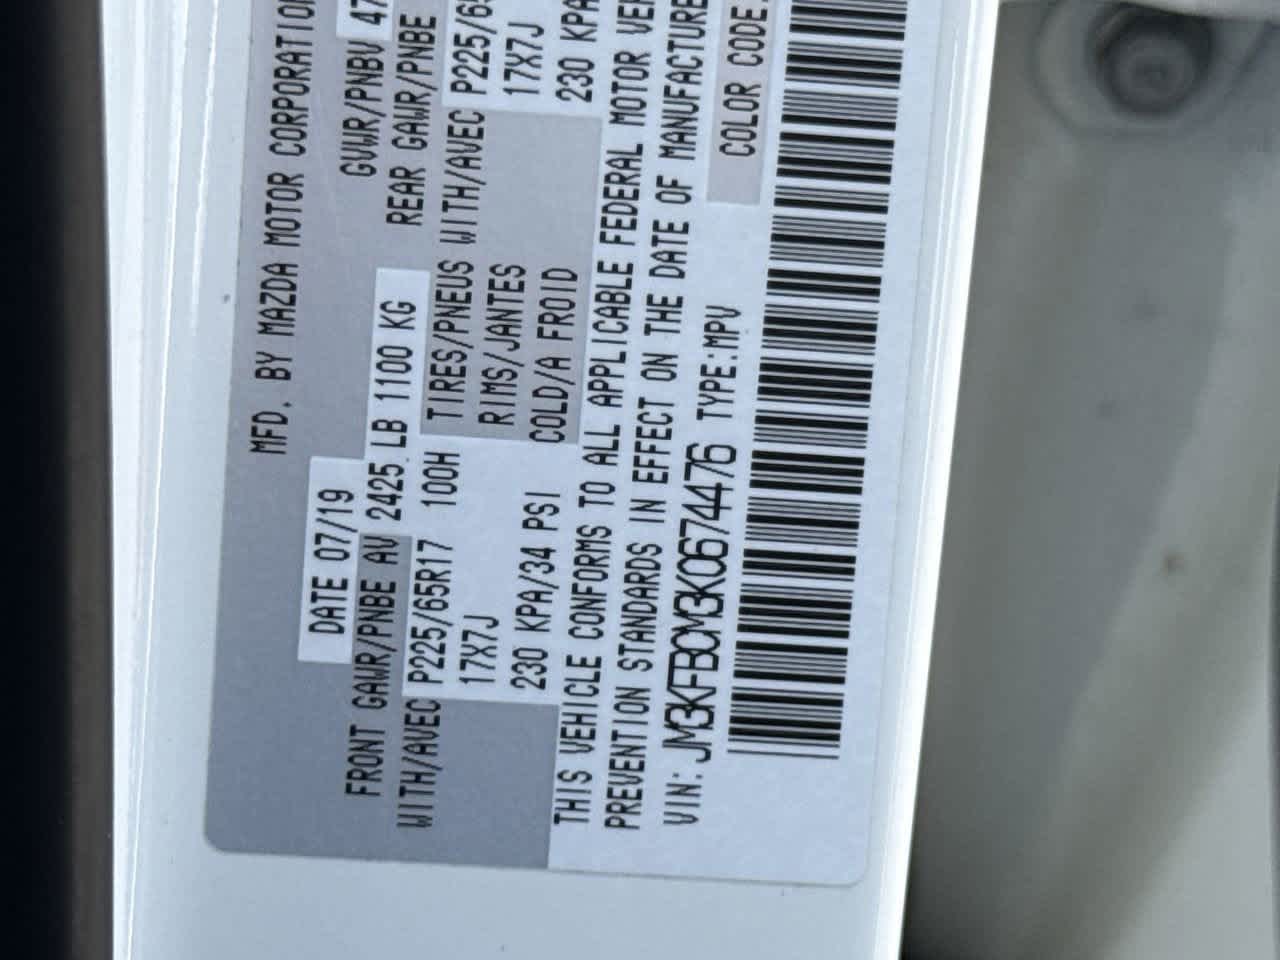 MFD. BY MAZDA MOTOR CORPORATION
DATE 07/19
GVWR/PNBV 47
FRONT GAWR/PNBE AV 2425 LB 1100 KG
REAR GAWR/PNBE
WITH/AVEC P225/65R17 100H TIRES/PNEUS WITH/AVEC P225/65
17X7J RIMS/JANTES 17X7J
230 KPA/34 PSI COLD/A FROID 230 KPA
THIS VEHICLE CONFORMS TO ALL APPLICABLE FEDERAL MOTOR VE
PREVENTION STANDARDS IN EFFECT ON THE DATE OF MANUFACTURE
VIN: JM3KFBCM3K0674476 TYPE:MPV COLOR CODE: